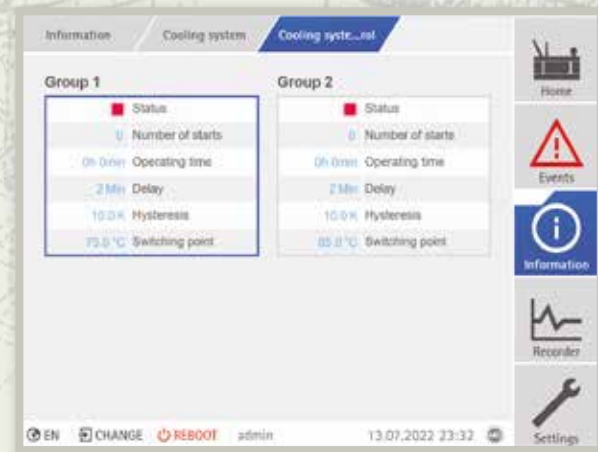 Information
Cooling system
Cooling syste...rol
Group 1
Status
0 Number of starts
0h 0min Operating time
2 Min Delay
10.0 K Hysteresis
75.0 °C Switching point
Group 2
Status
0 Number of starts
0h 0min Operating time
2 Min Delay
10.0 K Hysteresis
85.0 °C Switching point
Home
Events
Information
Recorder
Settings
EN CHANGE REBOOT admin 13.07.2022 23:32